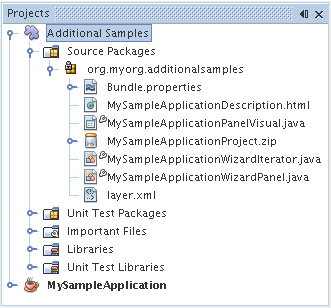 Projects
Additional Samples
Source Packages
org.myorg.additionalsamples
Bundle.properties
MySampleApplicationDescription.html
MySampleApplicationPanelVisual.java
MySampleApplicationProject.zip
MySampleApplicationWizardIterator.java
MySampleApplicationWizardPanel.java
layer.xml
Unit Test Packages
Important Files
Libraries
Unit Test Libraries
MySampleApplication